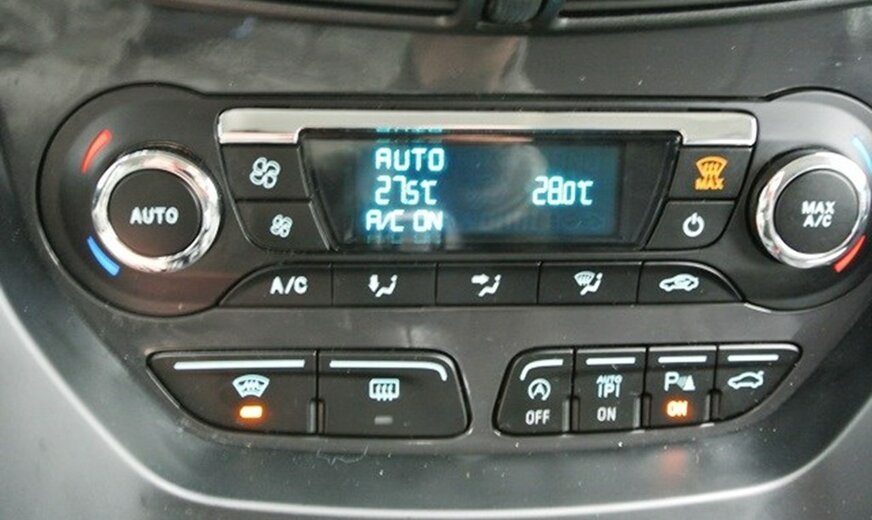 AUTO
27.5°C 28.0°C
A/C ON
AUTO
MAX
MAX
A/C
A/C
OFF
AUTO
(P)
ON
P
ON